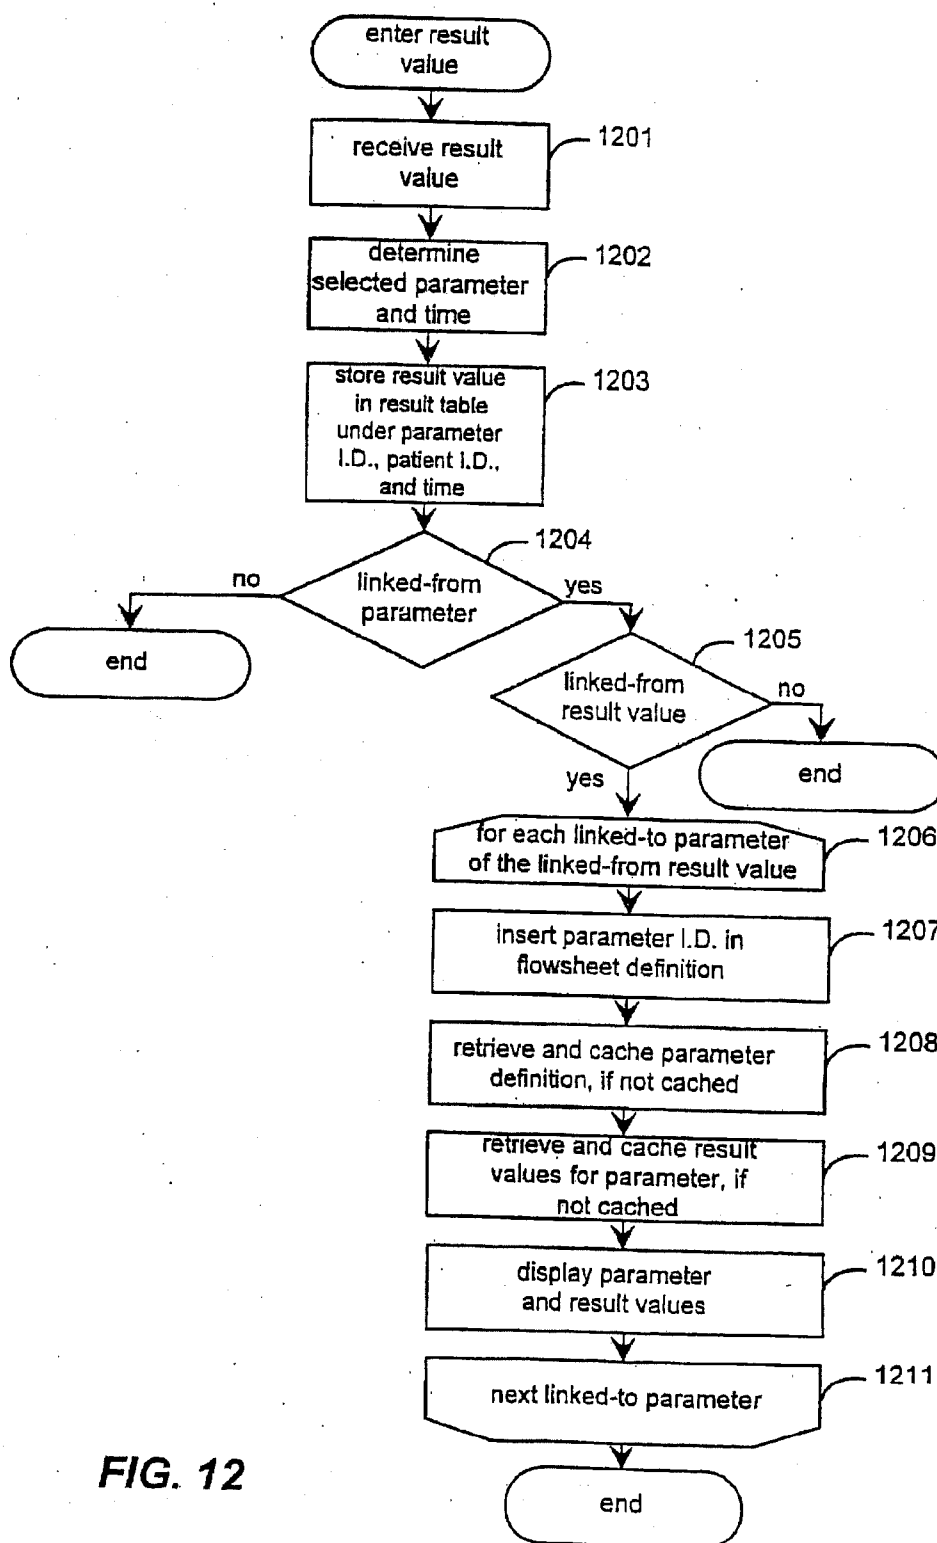 enter result
value
receive result
value
1201
determine
selected parameter
and time
1202
store result value
in result table
under parameter
I.D., patient I.D.,
and time
1203
linked-from
parameter
1204
no
yes
end
linked-from
result value
1205
no
yes
end
for each linked-to parameter
of the linked-from result value
1206
insert parameter I.D. in
flowsheet definition
1207
retrieve and cache parameter
definition, if not cached
1208
retrieve and cache result
values for parameter, if
not cached
1209
display parameter
and result values
1210
next linked-to parameter
1211
end
FIG. 12